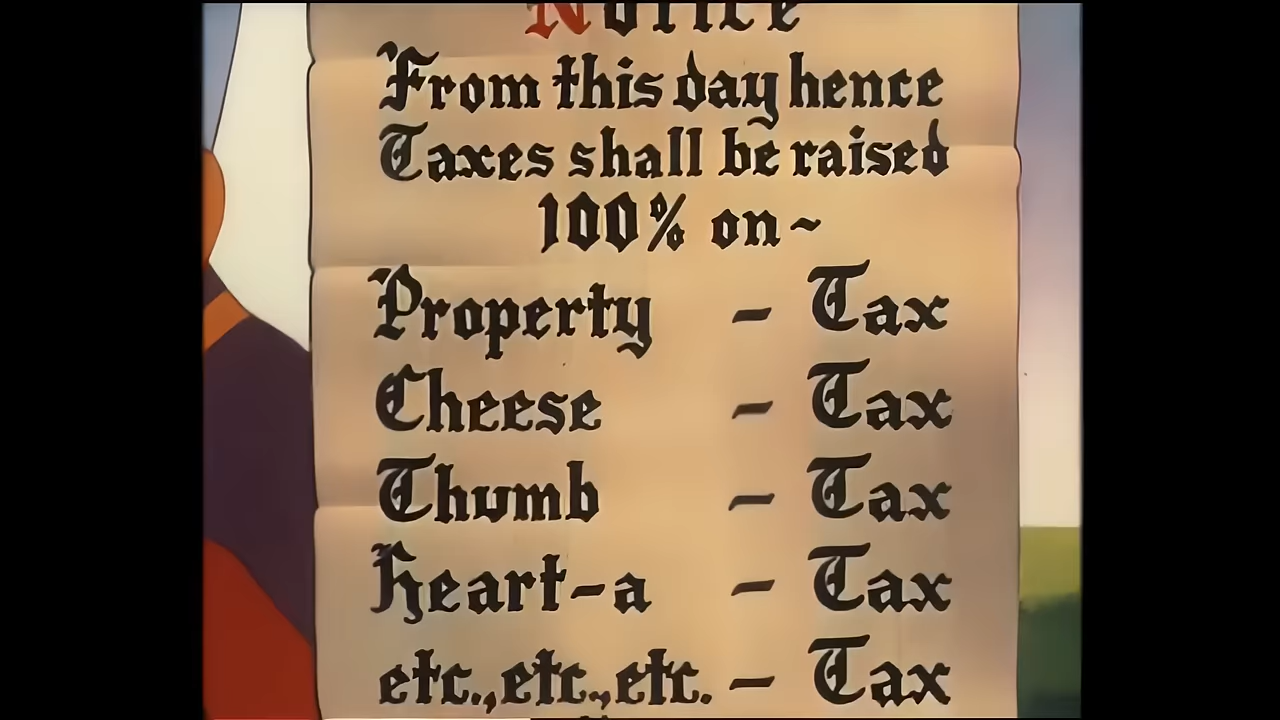 Notice
From this day hence
Taxes shall be raised
100% on~
Property - Tax
Cheese - Tax
Thumb - Tax
Heart-a - Tax
etc., etc., etc. - Tax